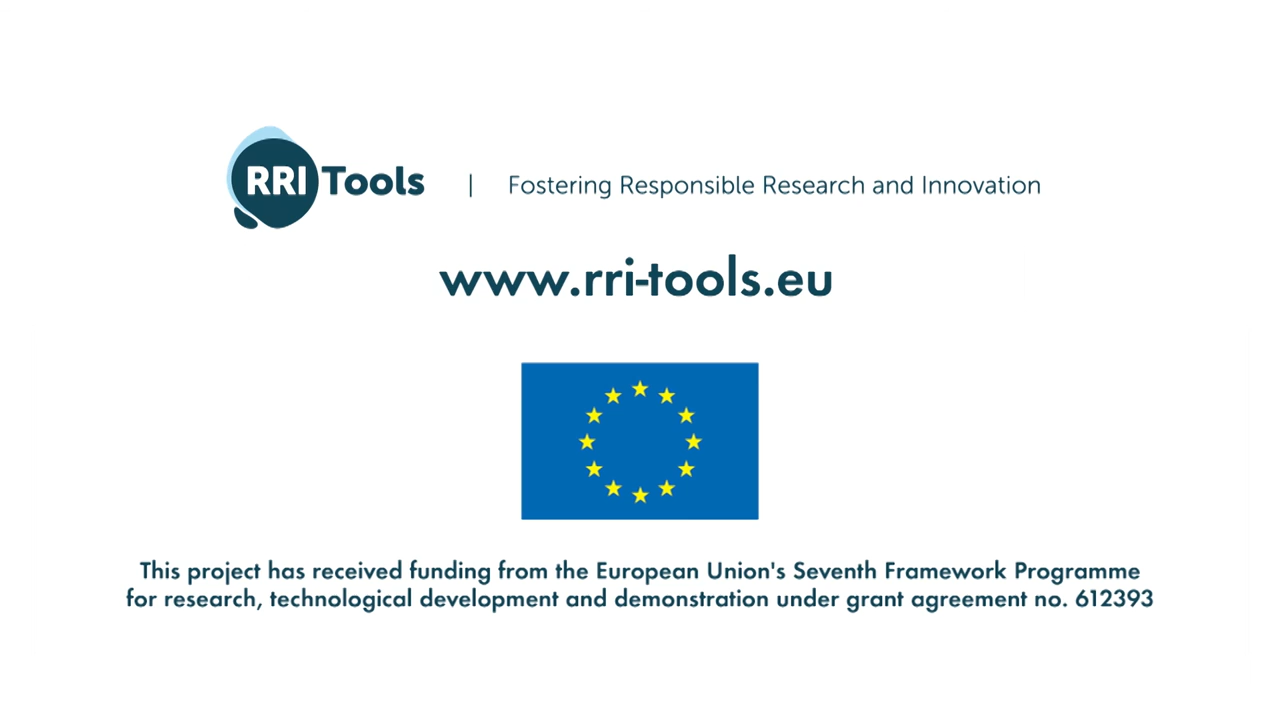 RRI Tools | Fostering Responsible Research and Innovation
www.rri-tools.eu
This project has received funding from the European Union's Seventh Framework Programme
for research, technological development and demonstration under grant agreement no. 612393